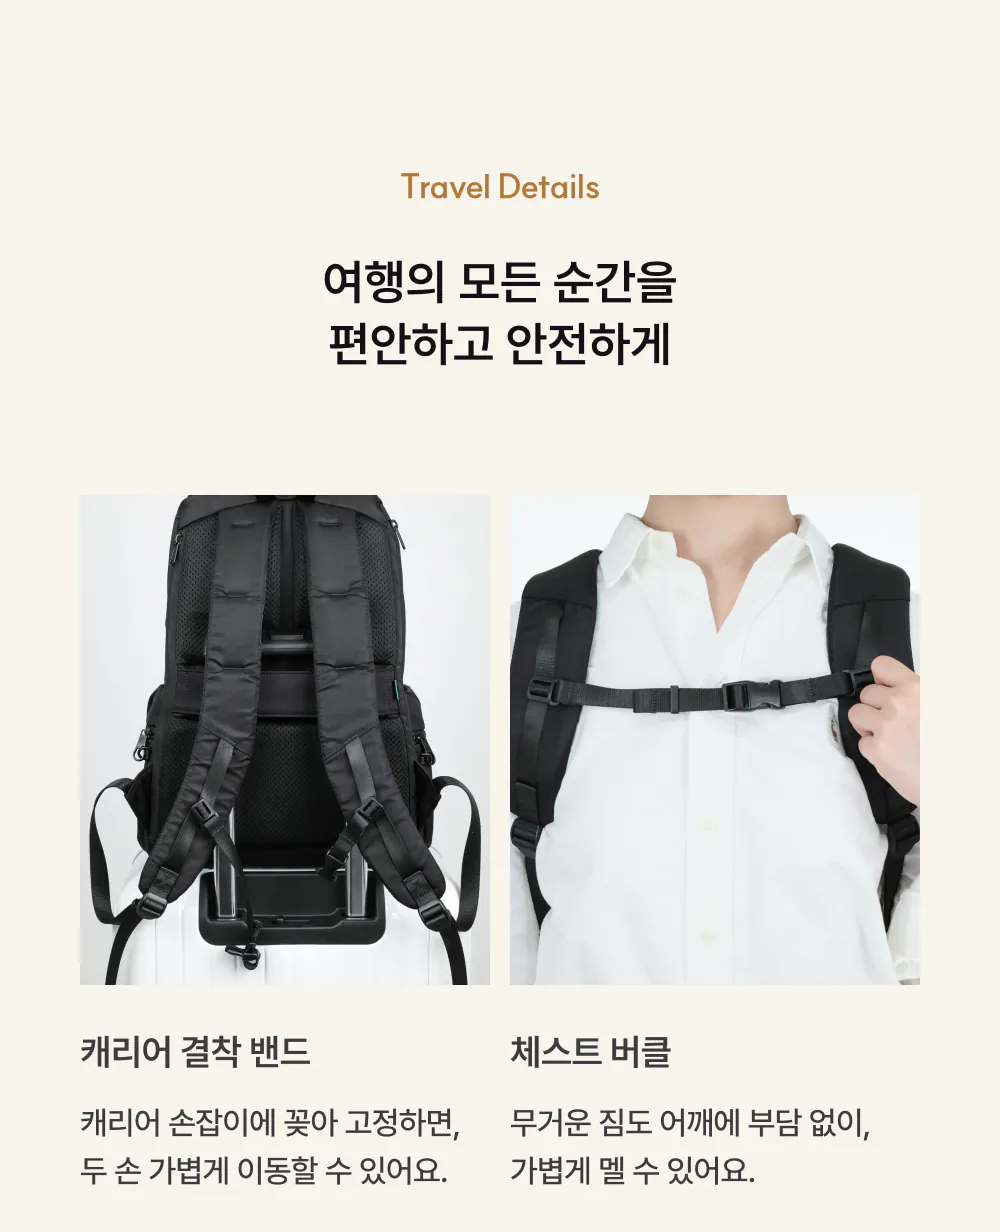 Travel Details
여행의 모든 순간을
편안하고 안전하게
캐리어 결착 밴드
캐리어 손잡이에 꽂아 고정하면,
두 손 가볍게 이동할 수 있어요.
체스트 버클
무거운 짐도 어깨에 부담 없이,
가볍게 멜 수 있어요.